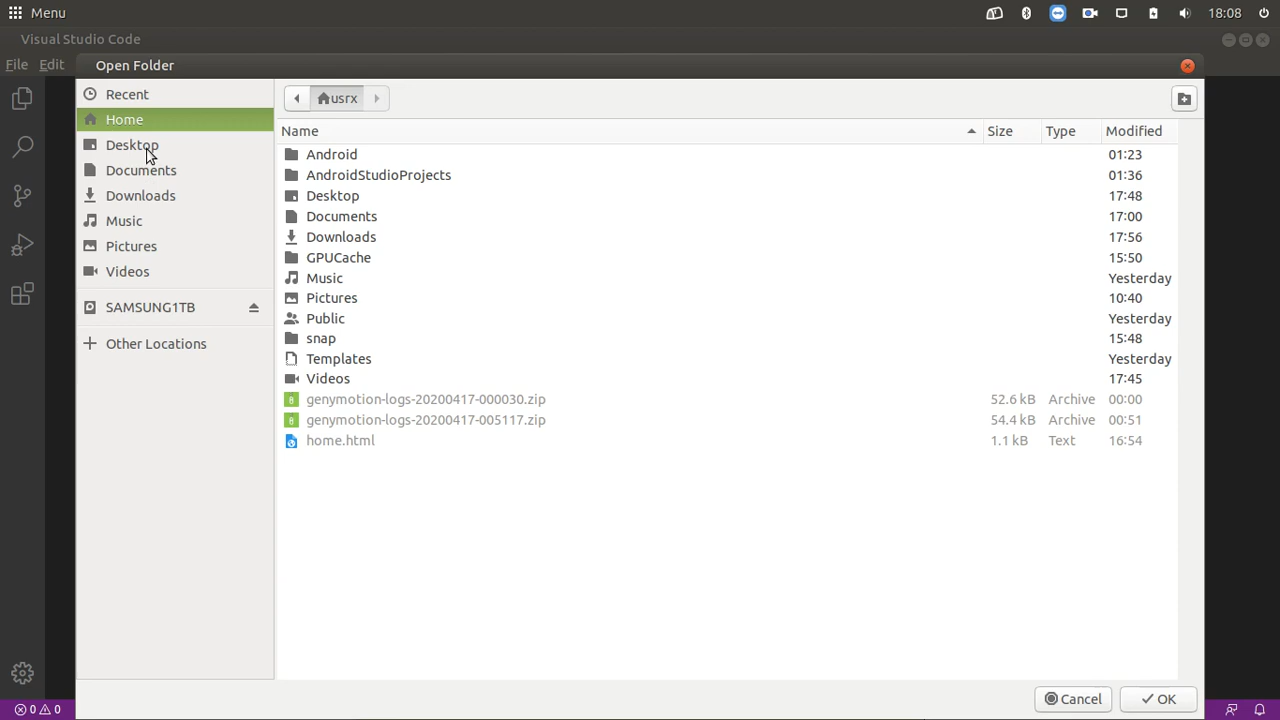 Menu
18:08
Visual Studio Code
File Edit
Open Folder
Recent
Home
Desktop
Documents
Downloads
Music
Pictures
Videos
SAMSUNG1TB
Other Locations
usrx
Name Size Type Modified
Android 01:23
AndroidStudioProjects 01:36
Desktop 17:48
Documents 17:00
Downloads 17:56
GPUCache 15:50
Music Yesterday
Pictures 10:40
Public Yesterday
snap 15:48
Templates Yesterday
Videos 17:45
genymotion-logs-20200417-000030.zip 52.6 kB Archive 00:00
genymotion-logs-20200417-005117.zip 54.4 kB Archive 00:51
home.html 1.1 kB Text 16:54
Cancel OK
0 0